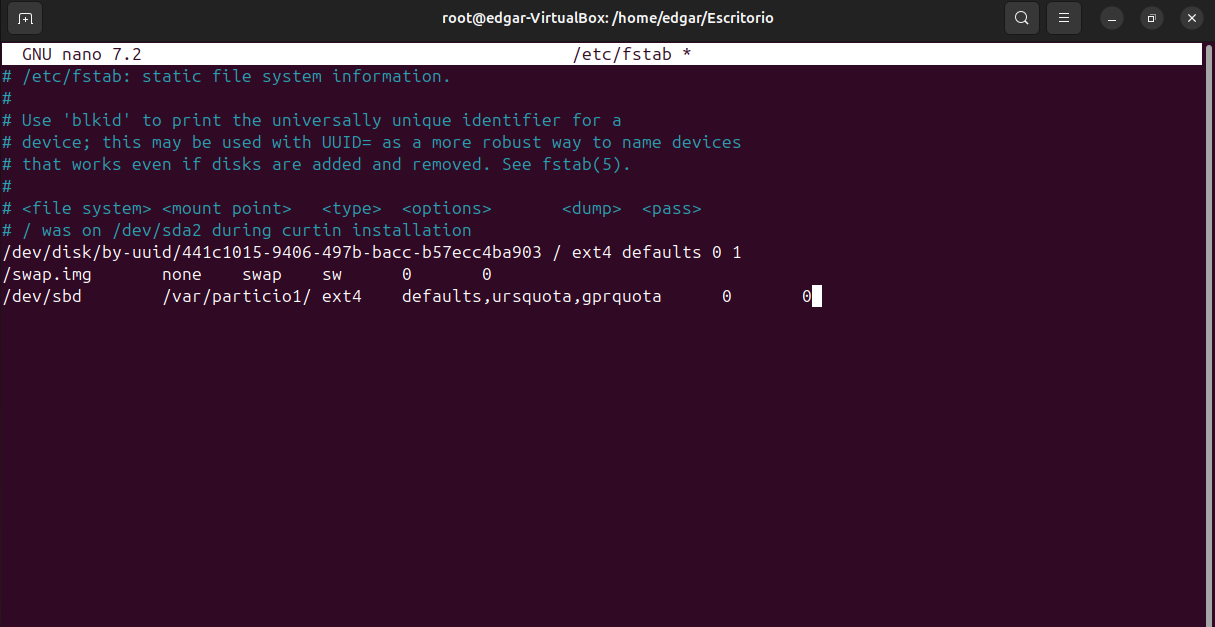 root@edgar-VirtualBox: /home/edgar/Escritorio
GNU nano 7.2 /etc/fstab *
# /etc/fstab: static file system information.
#
# Use 'blkid' to print the universally unique identifier for a
# device; this may be used with UUID= as a more robust way to name devices
# that works even if disks are added and removed. See fstab(5).
#
# <file system> <mount point>   <type>  <options>       <dump>  <pass>
# / was on /dev/sda2 during curtin installation
/dev/disk/by-uuid/441c1015-9406-497b-bacc-b57ecc4ba903 / ext4 defaults 0 1
/swap.img       none    swap    sw      0       0
/dev/sbd        /var/particio1/ ext4    defaults,ursquota,gprquota      0       0